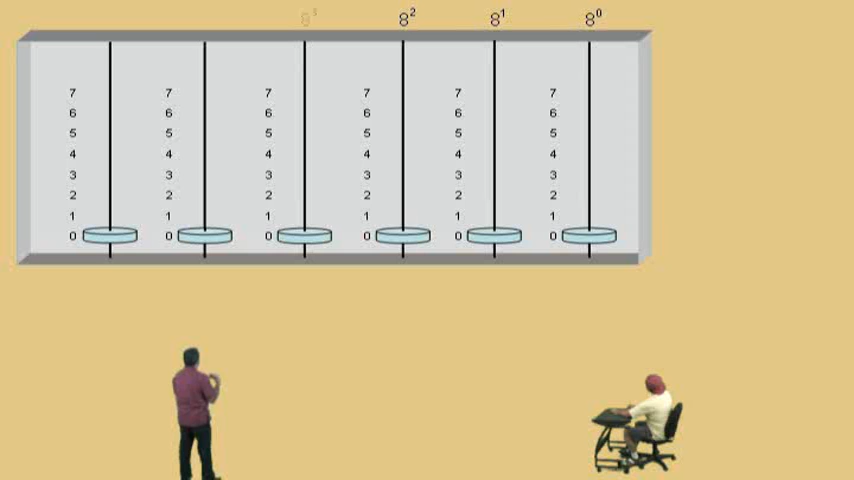 8³ 8² 8¹ 8⁰
7 7 7 7 7 7
6 6 6 6 6 6
5 5 5 5 5 5
4 4 4 4 4 4
3 3 3 3 3 3
2 2 2 2 2 2
1 1 1 1 1 1
0 0 0 0 0 0